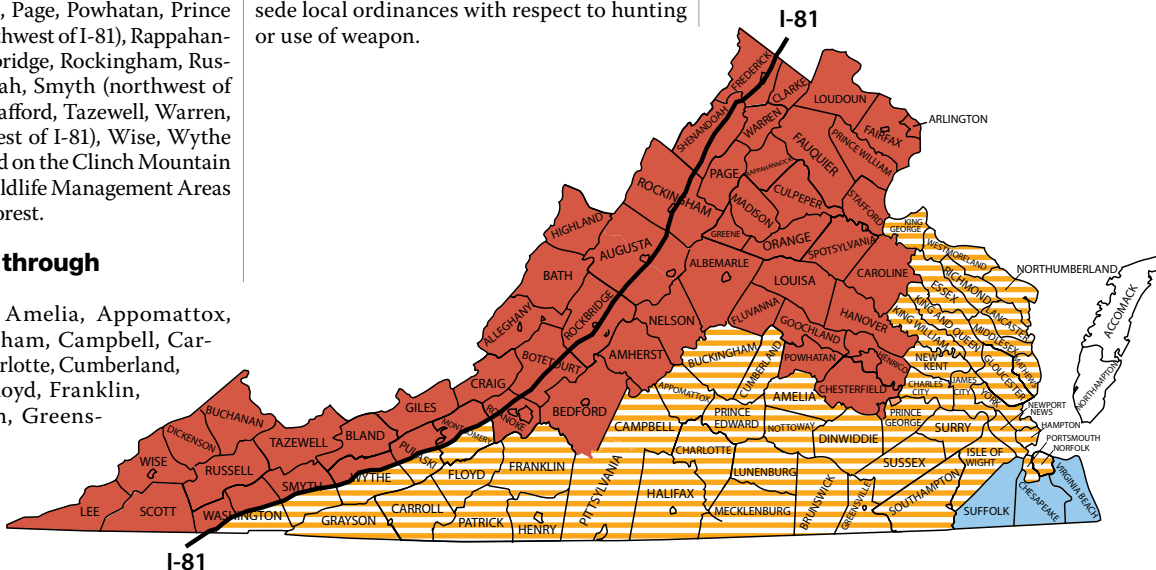 , Page, Powhatan, Prince
thwest of I-81), Rappahan-
bridge, Rockingham, Rus-
ah, Smyth (northwest of
afford, Tazewell, Warren,
est of I-81), Wise, Wythe
d on the Clinch Mountain
ldlife Management Areas
orest.
through
Amelia, Appomattox,
ham, Campbell, Car-
rlotte, Cumberland,
loyd, Franklin,
n, Greens-
sede local ordinances with respect to hunting
or use of weapon.
I-81
FREDERICK
CLARKE
LOUDOUN
SHENANDOAH
WARREN
FAIRFAX
ARLINGTON
PRINCE WILLIAM
FAUQUIER
PAGE
RAPPAHANNOCK
ROCKINGHAM
CULPEPER
STAFFORD
MADISON
HIGHLAND
KING
GEORGE
GREENE
ORANGE
SPOTSYLVANIA
AUGUSTA
WESTMORELAND
ALBEMARLE
CAROLINE
RICHMOND
NORTHUMBERLAND
BATH
LOUISA
ESSEX
ACCOMACK
ROCKBRIDGE
FLUVANNA
HANOVER
KING AND QUEEN
LANCASTER
ALLEGHANY
NELSON
GOOCHLAND
KING WILLIAM
MIDDLESEX
AMHERST
BUCKINGHAM
CUMBERLAND
POWHATAN
HENRICO
NEW
KENT
GLOUCESTER
MATHEWS
BOTETOURT
CRAIG
APPOMATTOX
AMELIA
CHESTERFIELD
CHARLES
CITY
JAMES
CITY
YORK
NORTHAMPTON
GILES
ROANOKE
BEDFORD
PRINCE
EDWARD
PRINCE
GEORGE
NEWPORT
NEWS
BUCHANAN
DICKENSON
TAZEWELL
BLAND
MONTGOMERY
CAMPBELL
NOTTOWAY
DINWIDDIE
SURRY
HAMPTON
PORTSMOUTH
NORFOLK
WISE
RUSSELL
PULASKI
CHARLOTTE
ISLE OF
WIGHT
SMYTH
WYTHE
FLOYD
FRANKLIN
PITTSYLVANIA
LUNENBURG
SUSSEX
VIRGINIA BEACH
LEE
SCOTT
WASHINGTON
GRAYSON
CARROLL
PATRICK
HENRY
HALIFAX
MECKLENBURG
BRUNSWICK
GREENSVILLE
SOUTHAMPTON
SUFFOLK
CHESAPEAKE
I-81